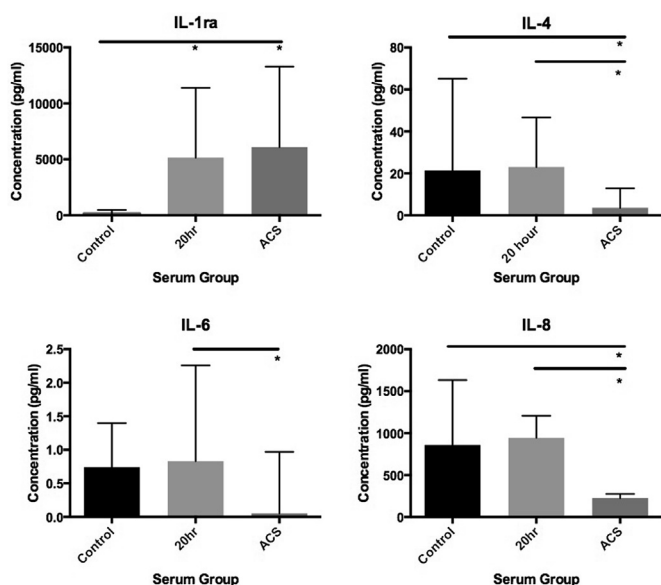 IL-1ra
15000
10000
5000
0
Concentration (pg/ml)
*
*
Control
20hr
ACS
Serum Group
IL-4
80
60
40
20
0
Concentration (pg/ml)
*
*
Control
20 hour
ACS
Serum Group
IL-6
2.5
2.0
1.5
1.0
0.5
0.0
Concentration (pg/ml)
*
Control
20hr
ACS
Serum Group
IL-8
2000
1500
1000
500
0
Concentration (pg/ml)
*
*
Control
20hr
ACS
Serum Group